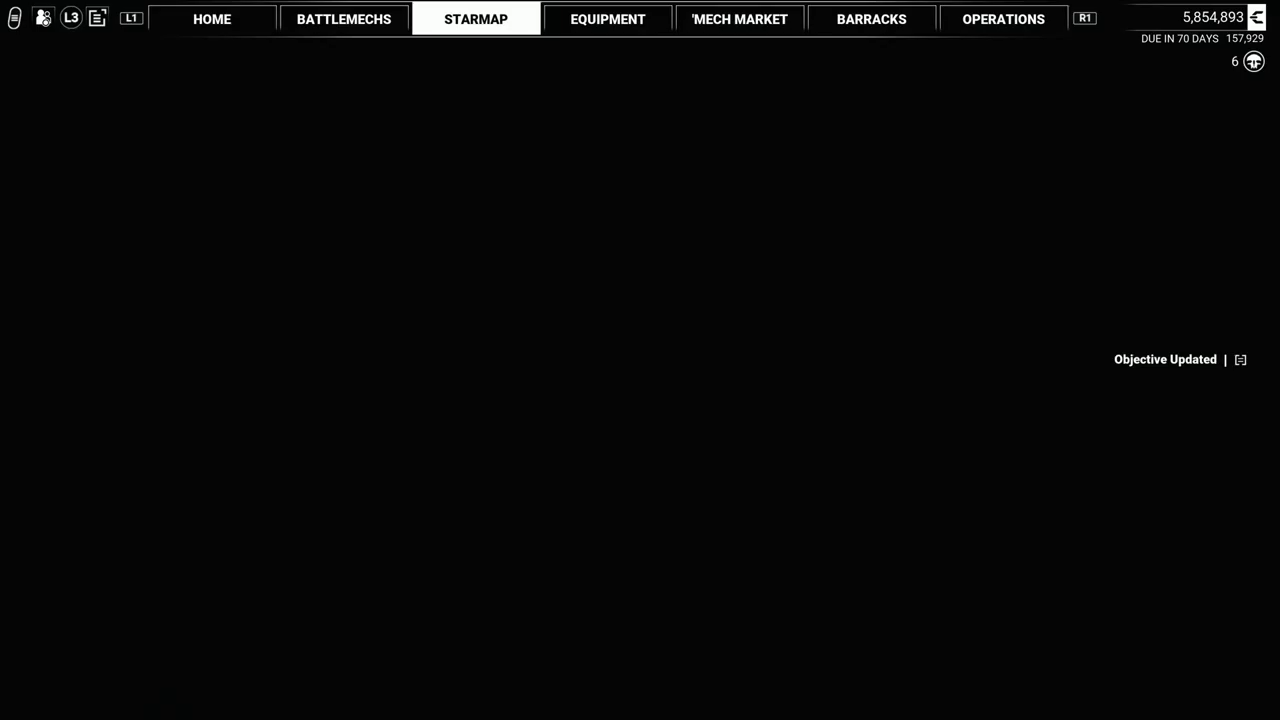 L3
L1
HOME
BATTLEMECHS
STARMAP
EQUIPMENT
'MECH MARKET
BARRACKS
OPERATIONS
R1
5,854,893
DUE IN 70 DAYS 157,929
6
Objective Updated |